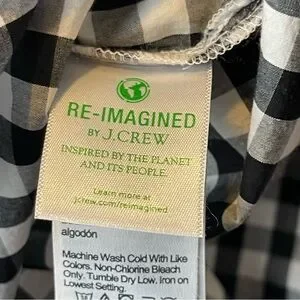 RE-IMAGINED
BY J.CREW
INSPIRED BY THE PLANET
AND ITS PEOPLE.
Learn more at
jcrew.com/reimagined
algodón
Machine Wash Cold With Like
Colors. Non-Chlorine Bleach
Only. Tumble Dry Low, Iron on
Lowest Setting.